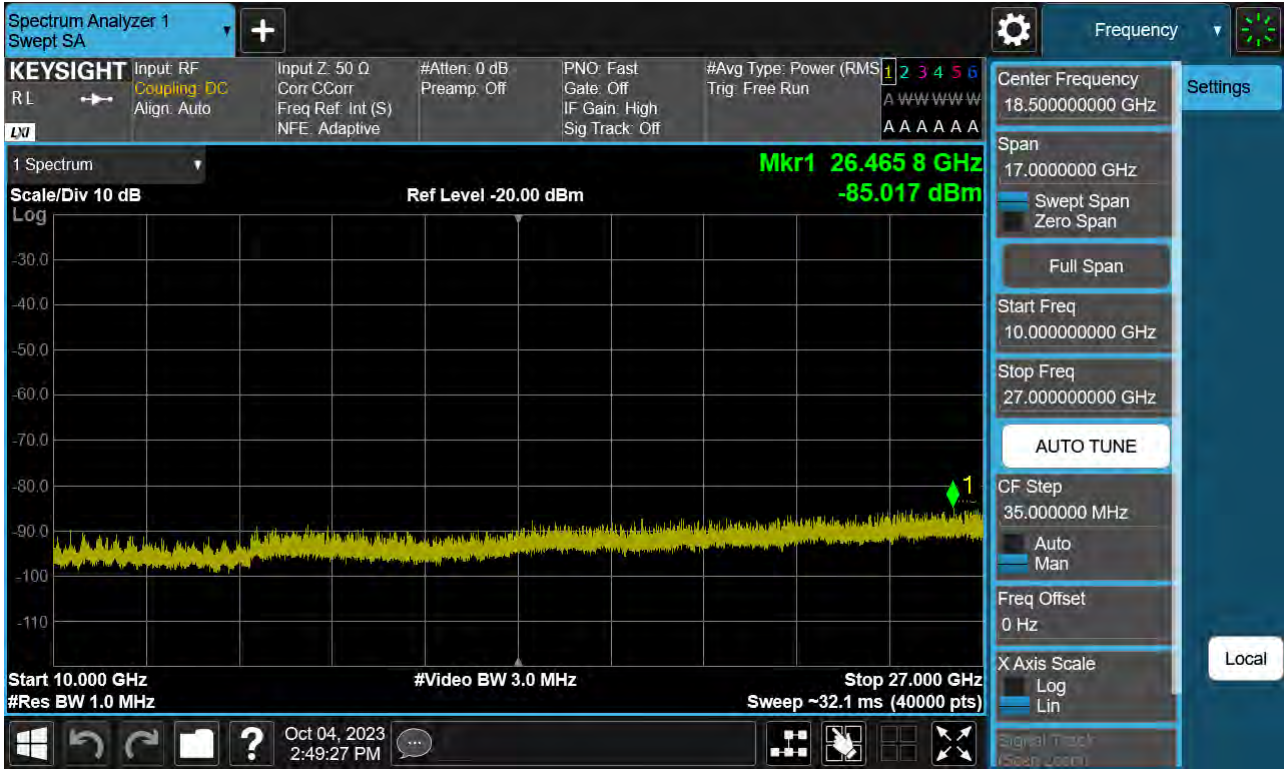 Spectrum Analyzer 1
Swept SA
Frequency
KEYSIGHT
R L
LXI
Input: RF
Coupling: DC
Align: Auto
Input Z: 50 Ω
Corr CCorr
Freq Ref: Int (S)
NFE: Adaptive
#Atten: 0 dB
Preamp: Off
PNO: Fast
Gate: Off
IF Gain: High
Sig Track: Off
#Avg Type: Power (RMS
Trig: Free Run
1 2 3 4 5 6
A W W W W W
A A A A A A
1 Spectrum
Scale/Div 10 dB
Ref Level -20.00 dBm
Mkr1 26.465 8 GHz
-85.017 dBm
Log
-30.0
-40.0
-50.0
-60.0
-70.0
-80.0
-90.0
-100
-110
1
Start 10.000 GHz
#Video BW 3.0 MHz
Stop 27.000 GHz
#Res BW 1.0 MHz
Sweep ~32.1 ms (40000 pts)
Center Frequency
18.500000000 GHz
Settings
Span
17.0000000 GHz
Swept Span
Zero Span
Full Span
Start Freq
10.000000000 GHz
Stop Freq
27.000000000 GHz
AUTO TUNE
CF Step
35.000000 MHz
Auto
Man
Freq Offset
0 Hz
X Axis Scale
Log
Lin
Local
Signal Track
(Span Zoom)
?
Oct 04, 2023
2:49:27 PM